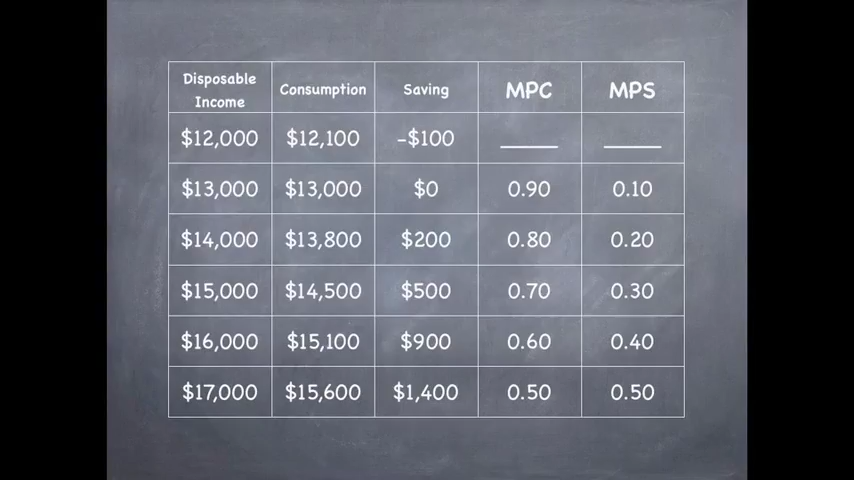 Disposable Income Consumption Saving MPC MPS
$12,000 $12,100 -$100 _____ _____
$13,000 $13,000 $0 0.90 0.10
$14,000 $13,800 $200 0.80 0.20
$15,000 $14,500 $500 0.70 0.30
$16,000 $15,100 $900 0.60 0.40
$17,000 $15,600 $1,400 0.50 0.50